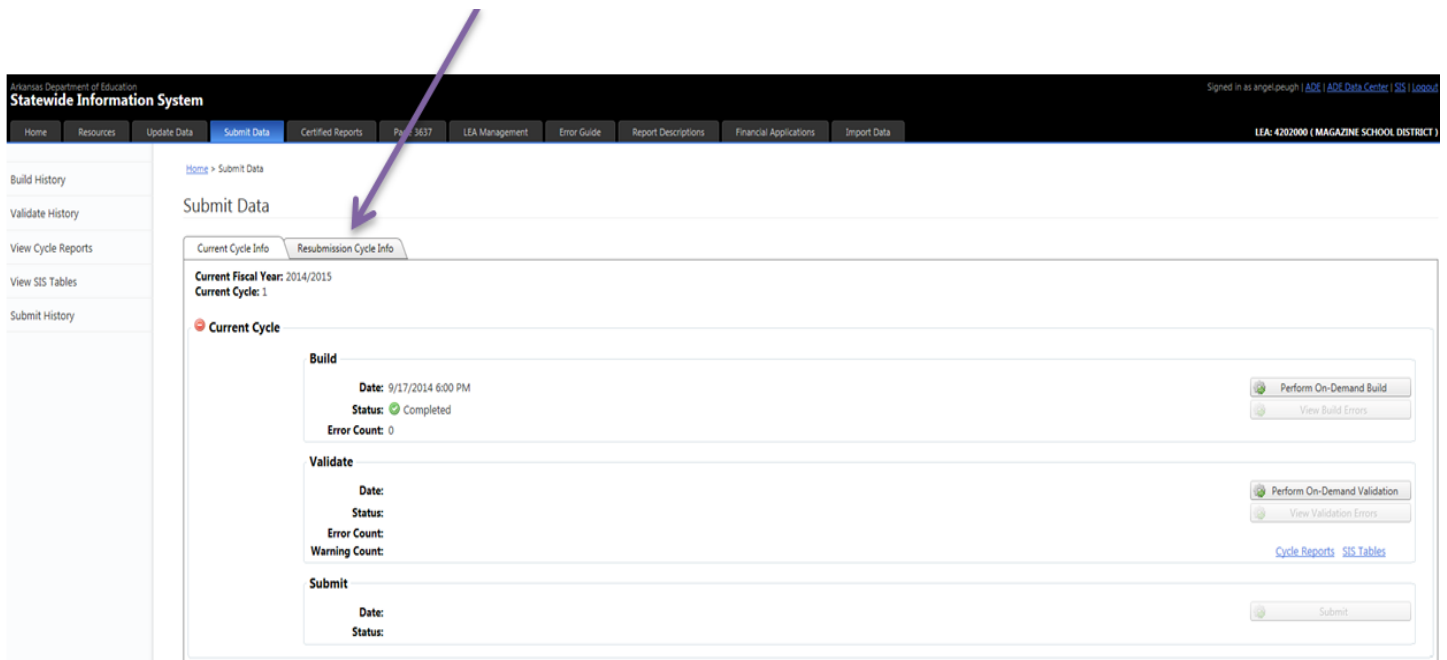 Arkansas Department of Education
Statewide Information System
Signed in as angel.peugh | ADE | ADE Data Center | SIS | Logout
Home Resources Update Data Submit Data Certified Reports 3637 LEA Management Error Guide Report Descriptions Financial Applications Import Data
LEA: 4202000 ( MAGAZINE SCHOOL DISTRICT )
Build History
Validate History
View Cycle Reports
View SIS Tables
Submit History
Home > Submit Data
Submit Data
Current Cycle Info Resubmission Cycle Info
Current Fiscal Year: 2014/2015
Current Cycle: 1
Current Cycle
Build
Date: 9/17/2014 6:00 PM
Perform On-Demand Build
Status: Completed
View Build Errors
Error Count: 0
Validate
Date:
Perform On-Demand Validation
Status:
View Validation Errors
Error Count:
Warning Count:
Cycle Reports SIS Tables
Submit
Date:
Submit
Status: